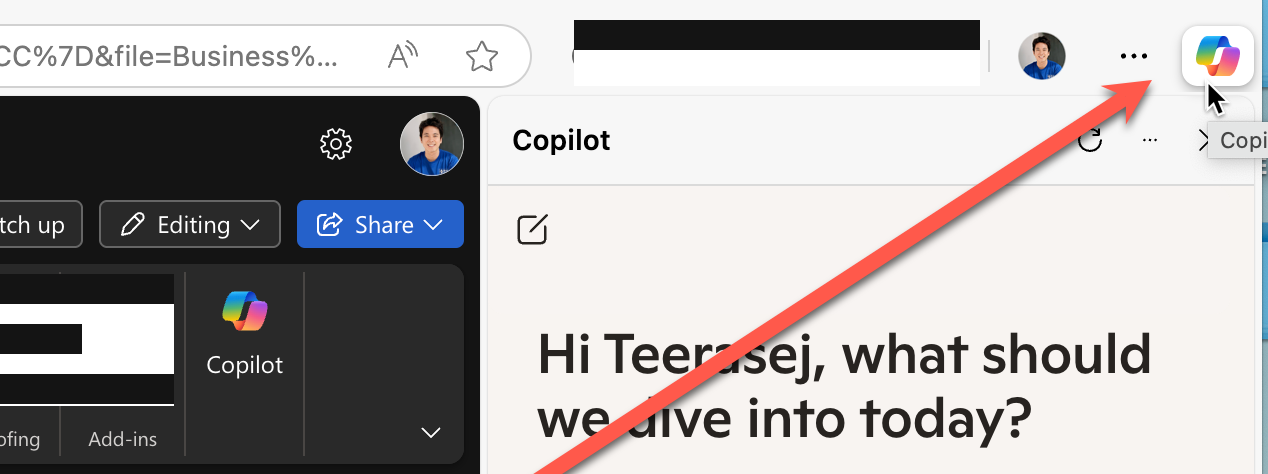 CC%7D&file=Business%...
Copilot
Copi
tch up
Editing
Share
Copilot
ofing
Add-ins
Hi Teerasej, what should
we dive into today?